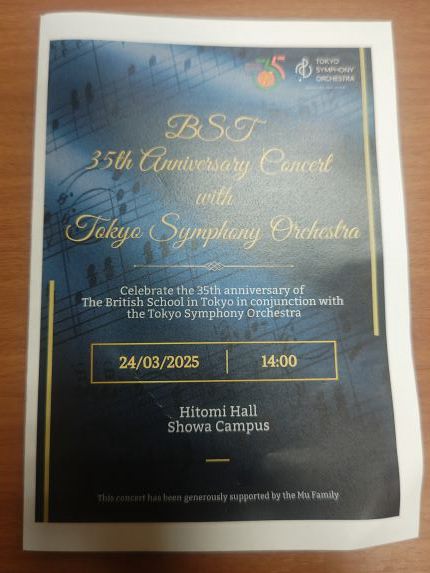 35
TOKYO
SYMPHONY
ORCHESTRA
BST
35th Anniversary Concert
with
Tokyo Symphony Orchestra
Celebrate the 35th anniversary of
The British School in Tokyo in conjunction with
the Tokyo Symphony Orchestra
24/03/2025
14:00
Hitomi Hall
Showa Campus
This concert has been generously supported by the Mu Family